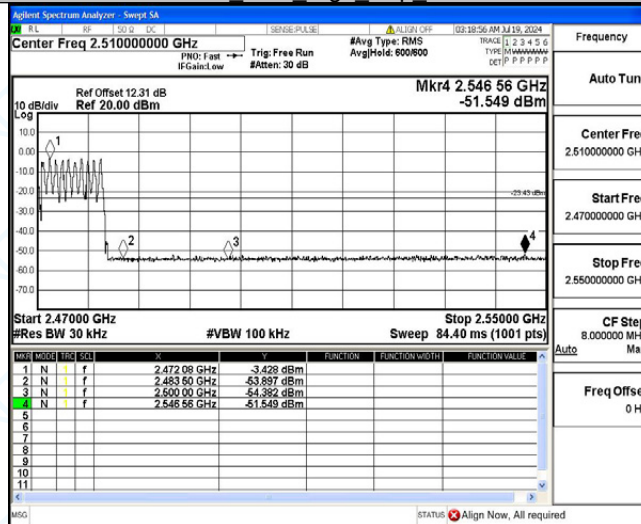 Agilent Spectrum Analyzer - Swept SA
RL RF 50 Ω DC SENSE:PULSE ALIGN OFF 03:18:56 AM Jul 19, 2024
Center Freq 2.510000000 GHz #Avg Type: RMS TRACE 1 2 3 4 5 6
PNO: Fast Trig: Free Run Avg|Hold: 600/600 TYPE M
IFGain:Low #Atten: 30 dB DET P P P P P P
Mkr4 2.546 56 GHz
Ref Offset 12.31 dB
-51.549 dBm
10 dB/div Ref 20.00 dBm
Log
10.0
0.00
-10.0
-20.0
-30.0
-40.0
-50.0
-60.0
-70.0
1
2
3
4
-23.43 dBm
Start 2.47000 GHz Stop 2.55000 GHz
#Res BW 30 kHz #VBW 100 kHz Sweep 84.40 ms (1001 pts)
MKR MODE TRC SCL X Y FUNCTION FUNCTION WIDTH FUNCTION VALUE
1 N 1 f 2.472 08 GHz -3.428 dBm
2 N 1 f 2.483 50 GHz -53.897 dBm
3 N 1 f 2.500 00 GHz -54.382 dBm
4 N 1 f 2.546 56 GHz -51.549 dBm
5
6
7
8
9
10
11
MSG STATUS Align Now, All required
Frequency
Auto Tun
Center Fre
2.510000000 GH
Start Fre
2.470000000 GH
Stop Fre
2.550000000 GH
CF Ste
8.000000 MH
Auto Ma
Freq Offse
0 H